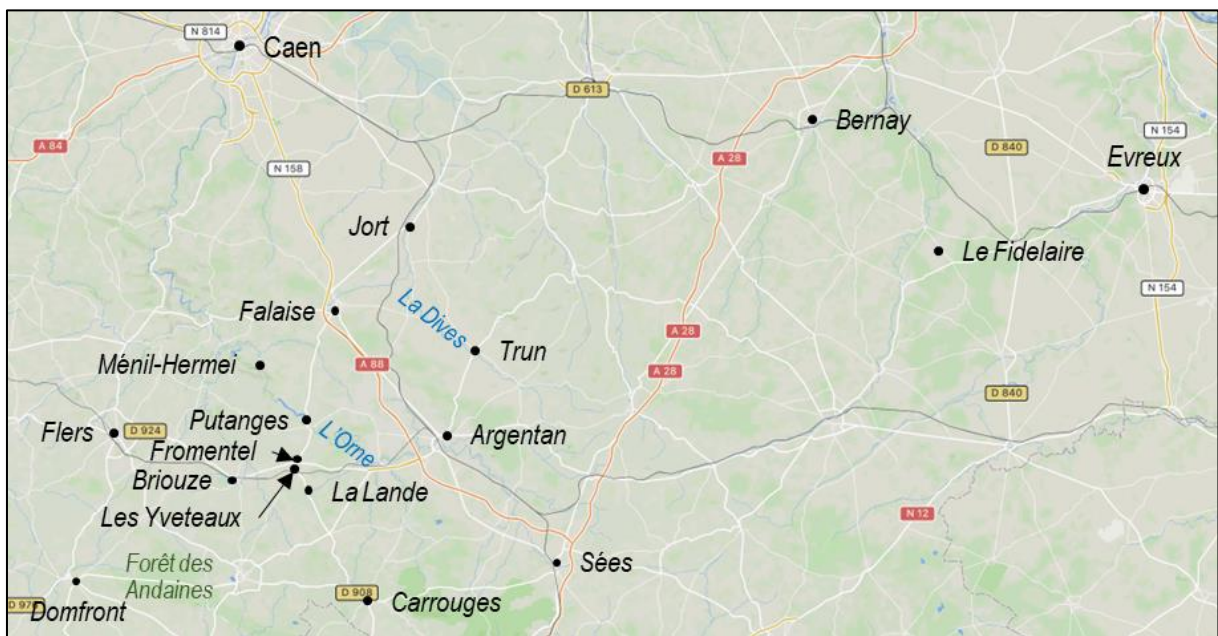 N 814
Caen
D 613
Bernay
A 84
A 28
D 840
N 154
Evreux
N 158
Jort
Le Fidelaire
N 154
Falaise
La Dives
A 28
Trun
Ménil-Hermei
A 88
A 28
D 840
Putanges
Flers
D 924
L'Orne
Argentan
Fromentel
Briouze
La Lande
Les Yveteaux
N 12
Forêt des
Andaines
Sées
D 908
Carrouges
Domfront